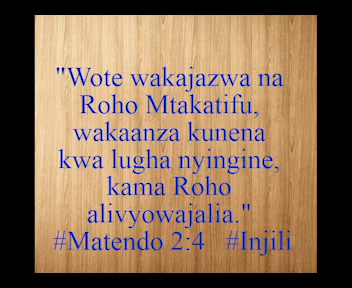 "Wote wakajazwa na
Roho Mtakatifu,
wakaanza kunena
kwa lugha nyingine,
kama Roho
alivyowajalia."
#Matendo 2:4 #Injili